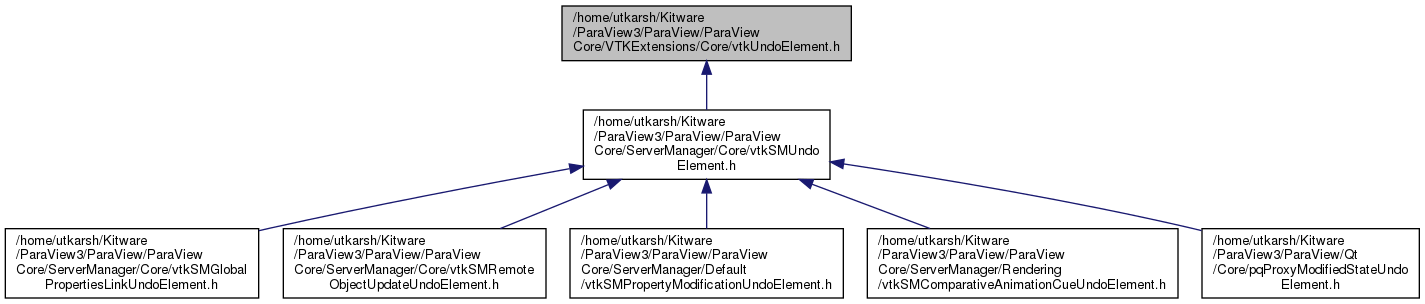 /home/utkarsh/Kitware
/ParaView3/ParaView/ParaView
Core/VTKExtensions/Core/vtkUndoElement.h
/home/utkarsh/Kitware
/ParaView3/ParaView/ParaView
Core/ServerManager/Core/vtkSMUndo
Element.h
/home/utkarsh/Kitware
/ParaView3/ParaView/ParaView
Core/ServerManager/Core/vtkSMGlobal
PropertiesLinkUndoElement.h
/home/utkarsh/Kitware
/ParaView3/ParaView/ParaView
Core/ServerManager/Core/vtkSMRemote
ObjectUpdateUndoElement.h
/home/utkarsh/Kitware
/ParaView3/ParaView/ParaView
Core/ServerManager/Default
/vtkSMPropertyModificationUndoElement.h
/home/utkarsh/Kitware
/ParaView3/ParaView/ParaView
Core/ServerManager/Rendering
/vtkSMComparativeAnimationCueUndoElement.h
/home/utkarsh/Kitware
/ParaView3/ParaView/Qt
/Core/pqProxyModifiedStateUndo
Element.h